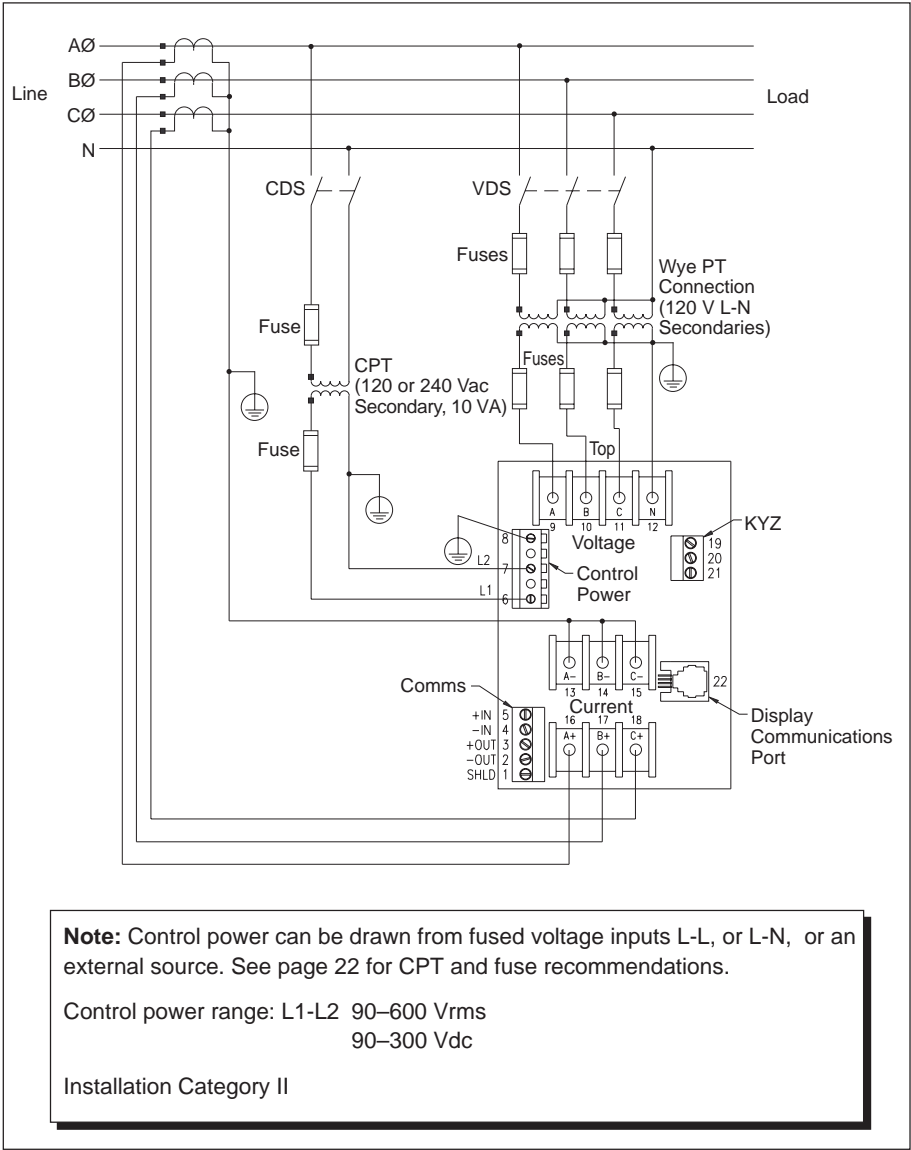 AØ
BØ
Line
Load
CØ
N
CDS
VDS
Fuses
Wye PT
Connection
(120 V L-N
Secondaries)
Fuse
Fuses
CPT
(120 or 240 Vac
Secondary, 10 VA)
Fuse
Top
A B C N
9 10 11 12
Voltage
KYZ
19
20
21
8
L2
7
Control
Power
L1
6
A- B- C-
13 14 15
22
Comms
Current
16 17 18
A+ B+ C+
Display
Communications
Port
+IN 5
-IN 4
+OUT 3
-OUT 2
SHLD 1
Note: Control power can be drawn from fused voltage inputs L-L, or L-N, or an
external source. See page 22 for CPT and fuse recommendations.
Control power range: L1-L2 90–600 Vrms
90–300 Vdc
Installation Category II